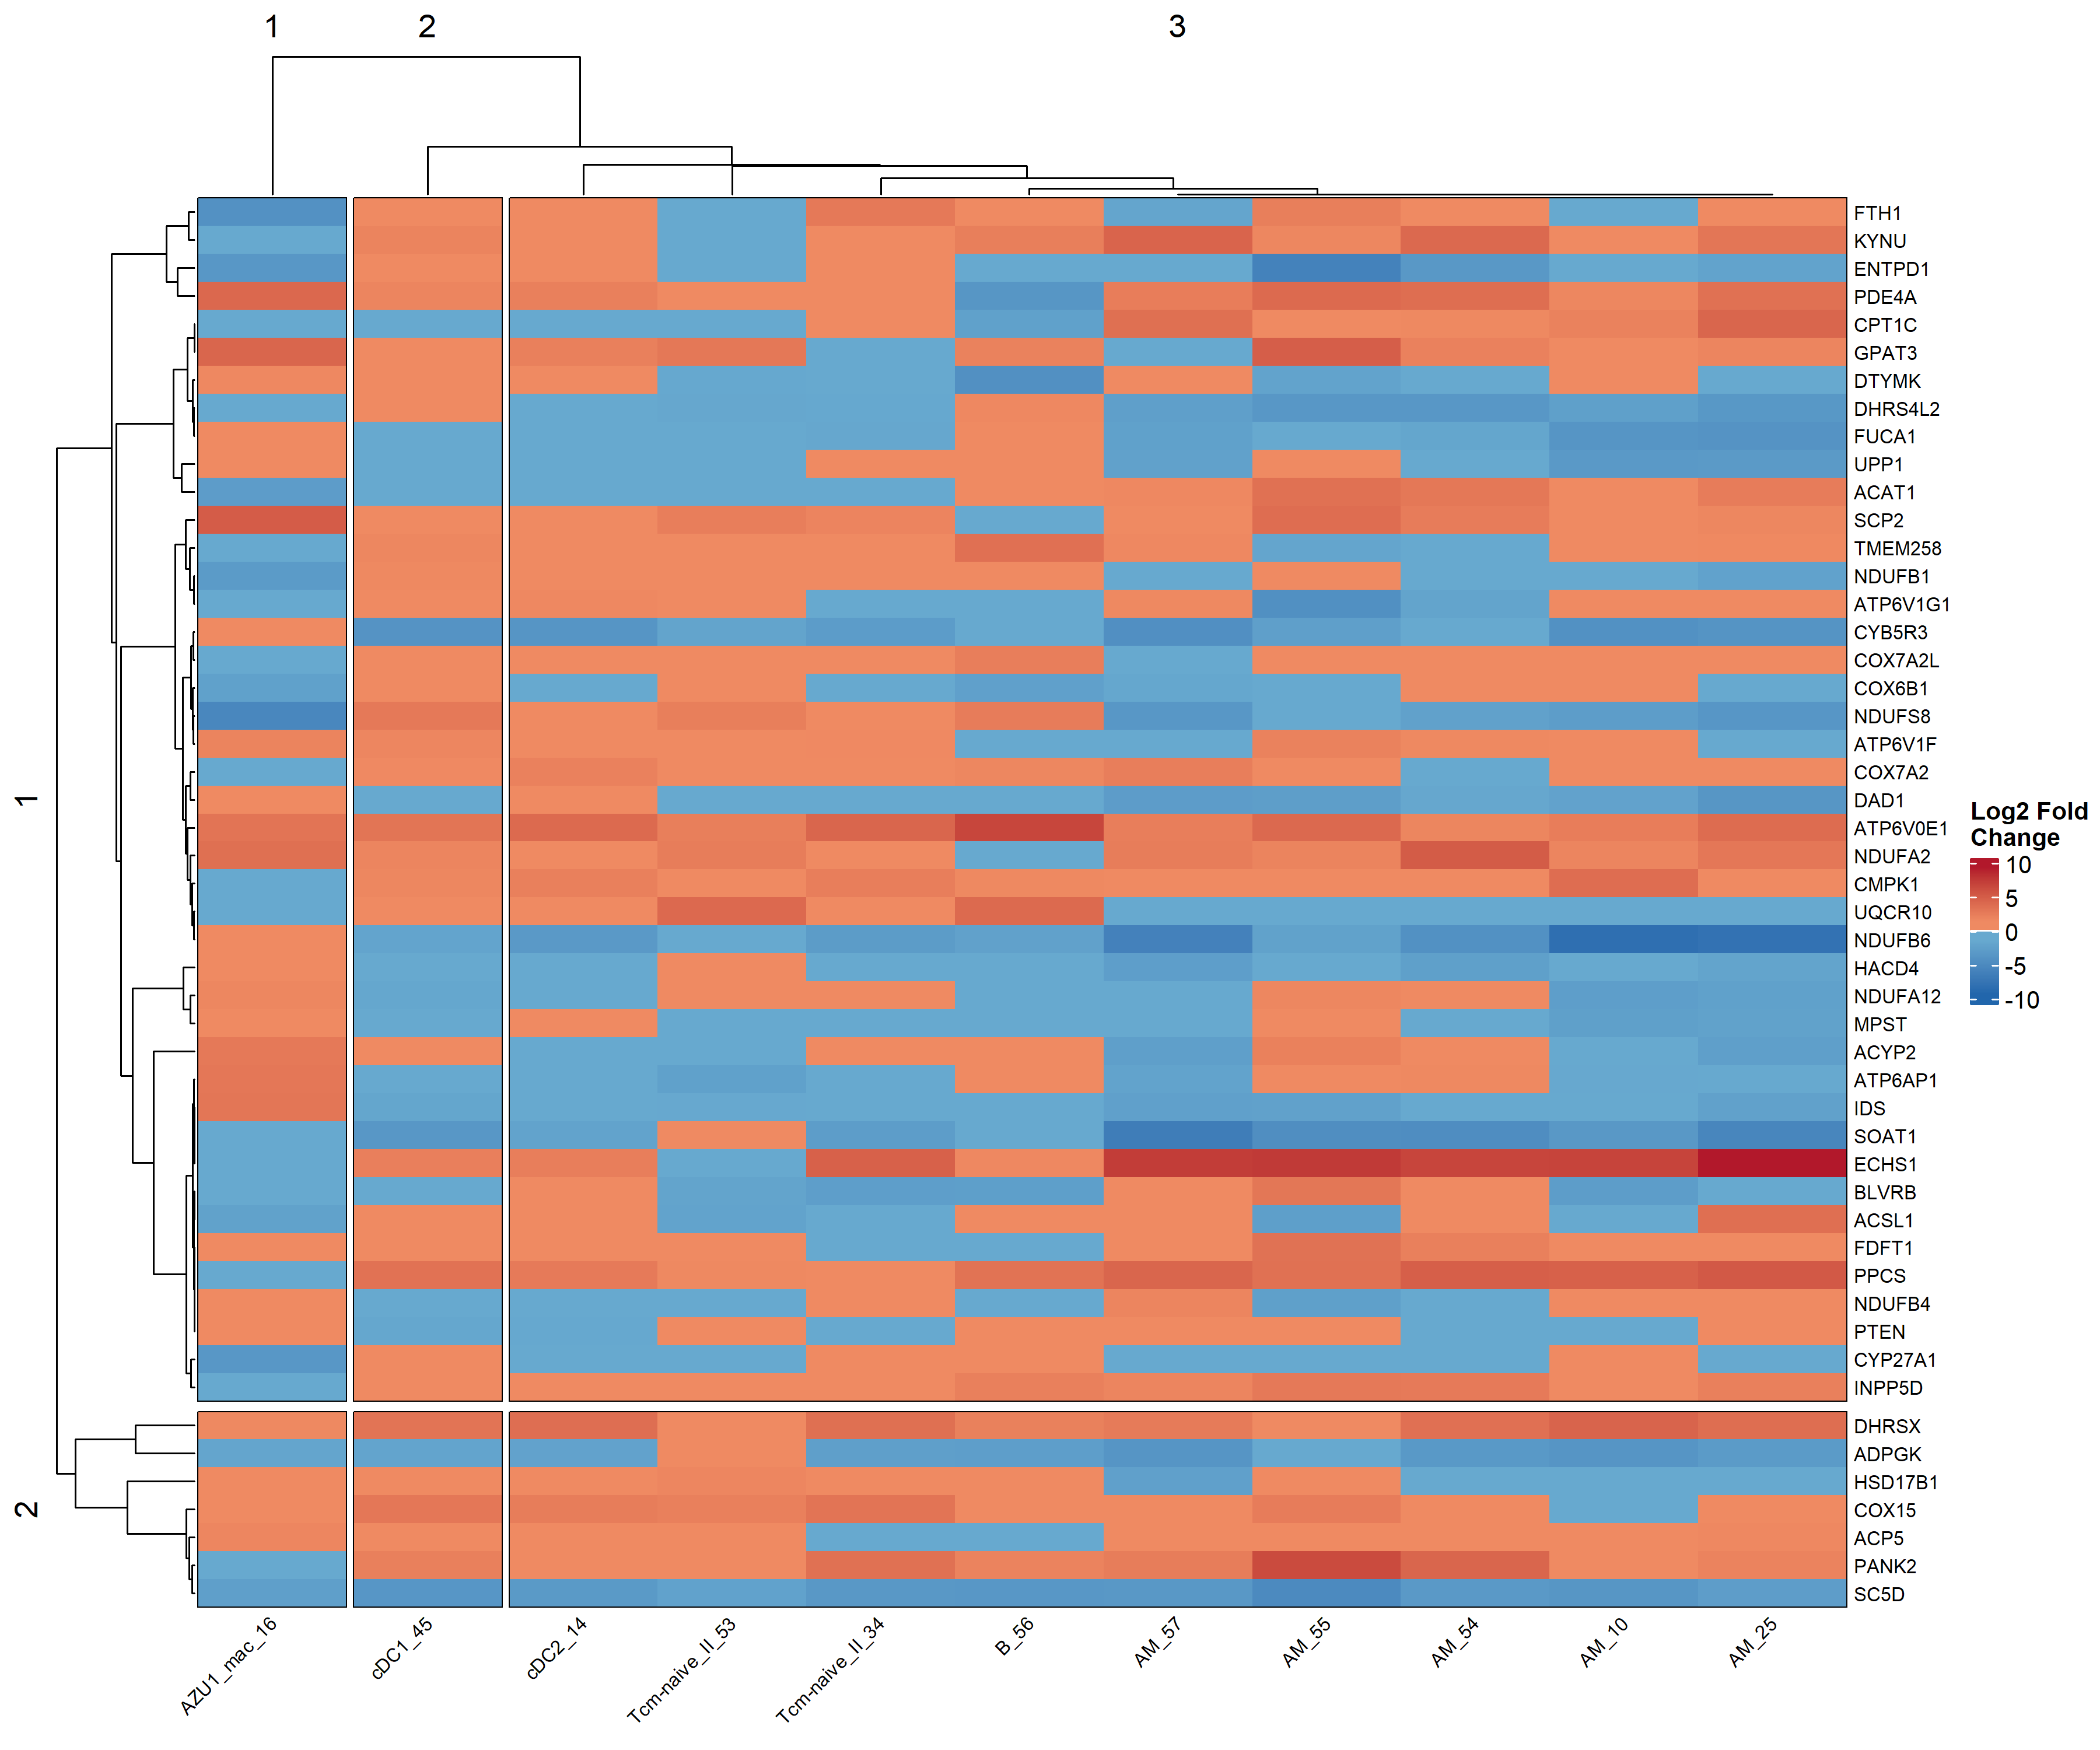 1
2
3
FTH1
KYNU
ENTPD1
PDE4A
CPT1C
GPAT3
DTYMK
DHRS4L2
FUCA1
UPP1
ACAT1
SCP2
TMEM258
NDUFB1
ATP6V1G1
CYB5R3
COX7A2L
COX6B1
NDUFS8
ATP6V1F
COX7A2
DAD1
ATP6V0E1
NDUFA2
CMPK1
UQCR10
NDUFB6
HACD4
NDUFA12
MPST
ACYP2
ATP6AP1
IDS
SOAT1
ECHS1
BLVRB
ACSL1
FDFT1
PPCS
NDUFB4
PTEN
CYP27A1
INPP5D
DHRSX
ADPGK
HSD17B1
COX15
ACP5
PANK2
SC5D
1
2
Log2 Fold
Change
10
5
0
-5
-10
AZU1_mac_16
cDC1_45
cDC2_14
Tcm-naive_II_53
Tcm-naive_II_34
B_56
AM_57
AM_55
AM_54
AM_10
AM_25